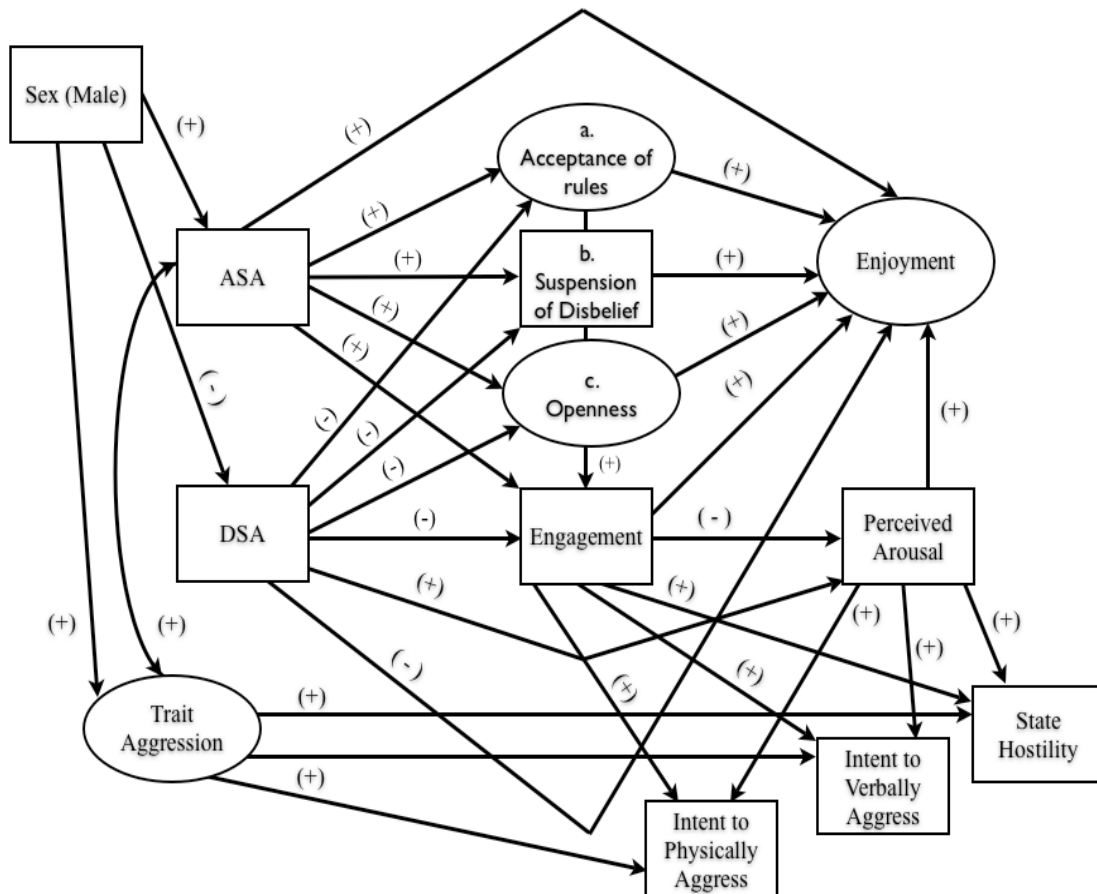 Sex (Male)
(+)
(+)
a.
Acceptance of
rules
(+)
(+)
ASA
(+)
b.
Suspension
of Disbelief
(+)
Enjoyment
(+)
(+)
(+)
(-)
c.
Openness
(+)
(-)
(-)
(-)
(+)
(+)
DSA
(-)
Engagement
(-)
Perceived
Arousal
(+)
(+)
(+)
(+)
(+)
(+)
(-)
(+)
(+)
(+)
Trait
Aggression
(+)
State
Hostility
(+)
Intent to
Verbally
Aggress
Intent to
Physically
Aggress